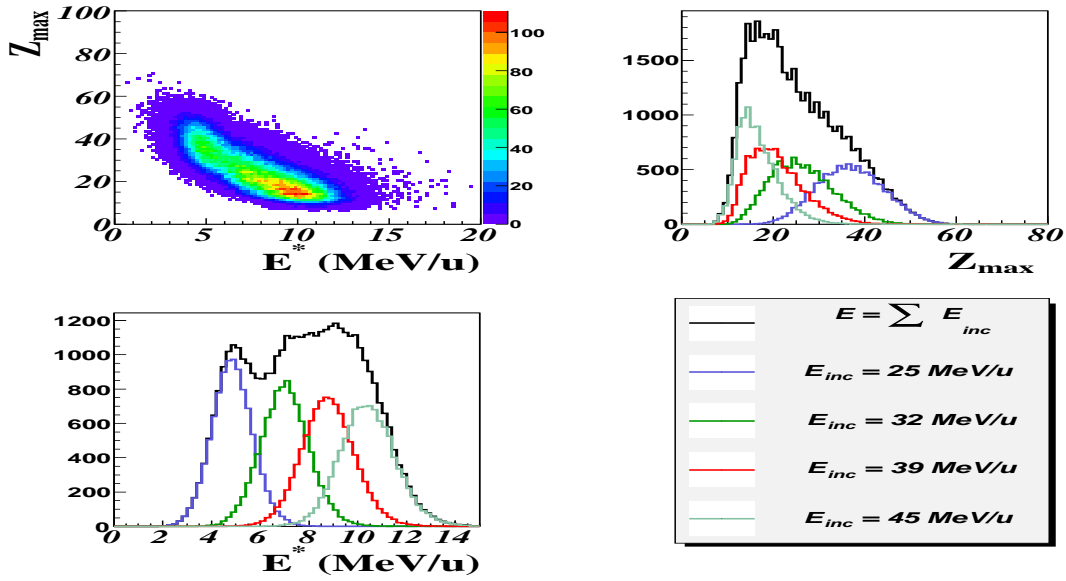 Z_max
100
80
60
40
20
0
0 5 10 15 20
E* (MeV/u)
100
80
60
40
20
0
1500
1000
500
0
0 20 40 60 80
Z_max
1200
1000
800
600
400
200
0
0 2 4 6 8 10 12 14
E* (MeV/u)
E = ∑ E_inc
E_inc = 25 MeV/u
E_inc = 32 MeV/u
E_inc = 39 MeV/u
E_inc = 45 MeV/u